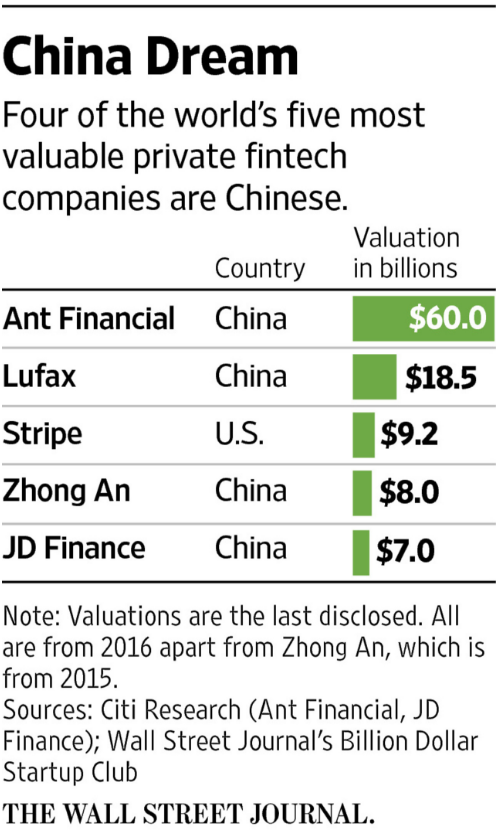 China Dream
Four of the world's five most
valuable private fintech
companies are Chinese.
Valuation
Country in billions
Ant Financial China $60.0
Lufax China $18.5
Stripe U.S. $9.2
Zhong An China $8.0
JD Finance China $7.0
Note: Valuations are the last disclosed. All
are from 2016 apart from Zhong An, which is
from 2015.
Sources: Citi Research (Ant Financial, JD
Finance); Wall Street Journal's Billion Dollar
Startup Club
THE WALL STREET JOURNAL.